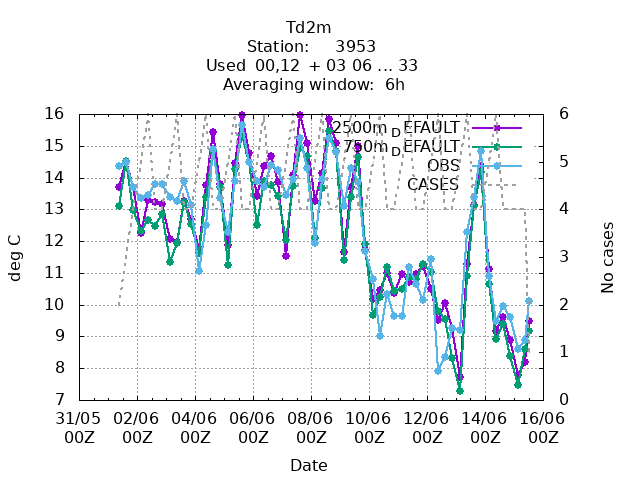 Td2m
Station: 3953
Used 00,12 + 03 06 ... 33
Averaging window: 6h
16
15
14
13
12
11
10
9
8
7
deg C
6
5
4
3
2
1
0
No cases
2500m DEFAULT
750m DEFAULT
OBS
CASES
31/05 02/06 04/06 06/06 08/06 10/06 12/06 14/06 16/06
00Z 00Z 00Z 00Z 00Z 00Z 00Z 00Z 00Z
Date